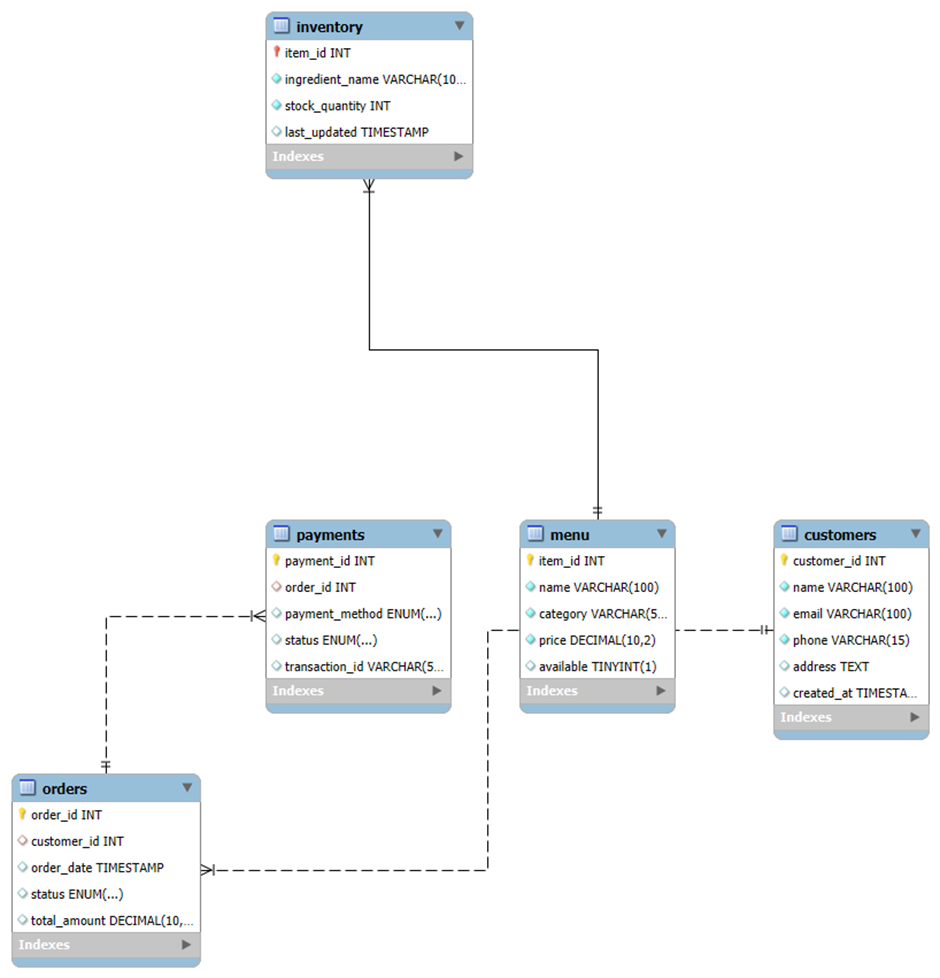 inventory
item_id INT
ingredient_name VARCHAR(10...
stock_quantity INT
last_updated TIMESTAMP
Indexes
payments
payment_id INT
order_id INT
payment_method ENUM(...)
status ENUM(...)
transaction_id VARCHAR(5...
Indexes
menu
item_id INT
name VARCHAR(100)
category VARCHAR(5...
price DECIMAL(10,2)
available TINYINT(1)
Indexes
customers
customer_id INT
name VARCHAR(100)
email VARCHAR(100)
phone VARCHAR(15)
address TEXT
created_at TIMESTA...
Indexes
orders
order_id INT
customer_id INT
order_date TIMESTAMP
status ENUM(...)
total_amount DECIMAL(10,...
Indexes